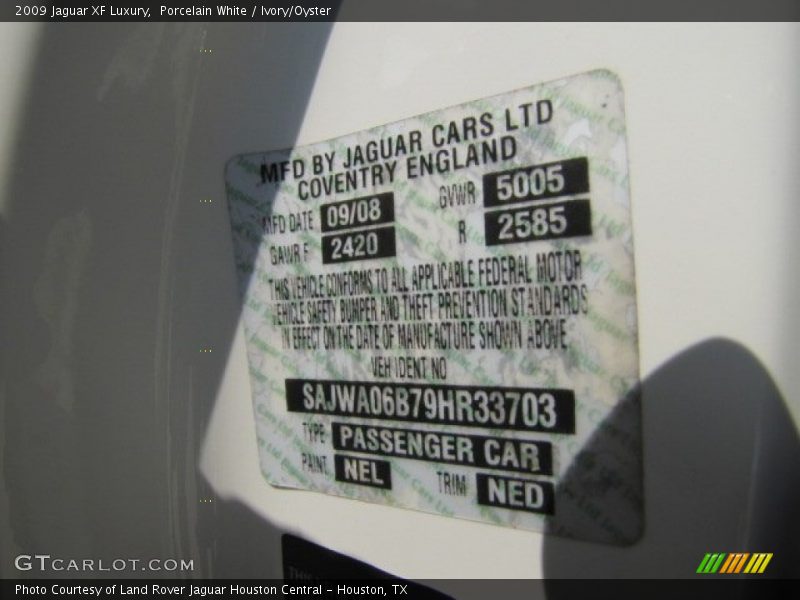 2009 Jaguar XF Luxury, Porcelain White / Ivory/Oyster
MFD BY JAGUAR CARS LTD
COVENTRY ENGLAND
MFD DATE 09/08 GVWR 5005
GAWR F 2420 R 2585
THIS VEHICLE CONFORMS TO ALL APPLICABLE FEDERAL MOTOR
VEHICLE SAFETY BUMPER AND THEFT PREVENTION STANDARDS
IN EFFECT ON THE DATE OF MANUFACTURE SHOWN ABOVE
VEH IDENT NO
SAJWA06B79HR33703
TYPE PASSENGER CAR
PAINT NEL TRIM NED
GTCARLOT.COM
Photo Courtesy of Land Rover Jaguar Houston Central - Houston, TX